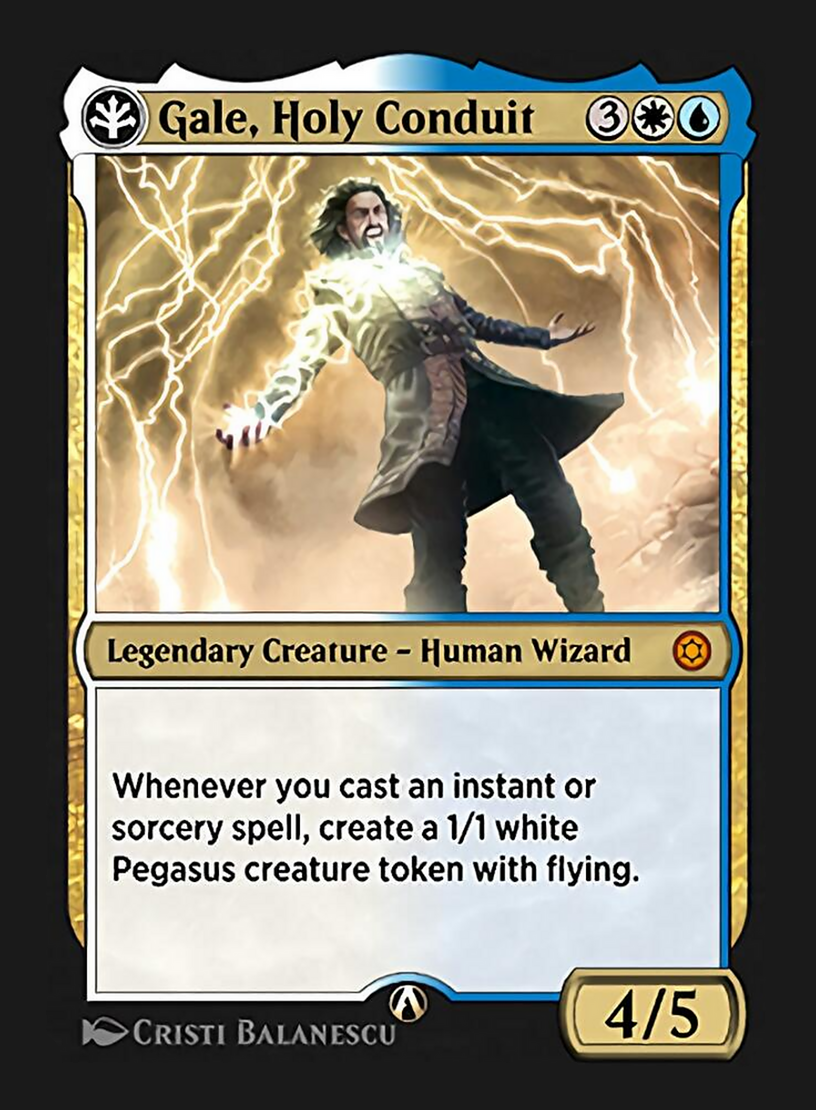 Gale, Holy Conduit 3
Legendary Creature – Human Wizard
Whenever you cast an instant or
sorcery spell, create a 1/1 white
Pegasus creature token with flying.
4/5
Cristi Balanescu